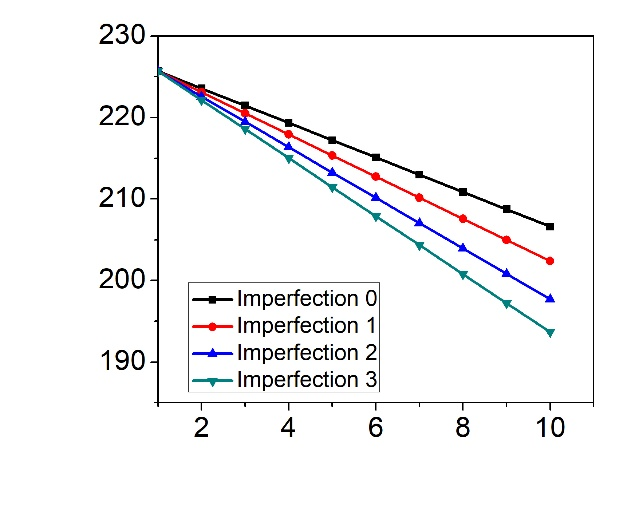 230
220
210
200
190
Imperfection 0
Imperfection 1
Imperfection 2
Imperfection 3
2 4 6 8 10